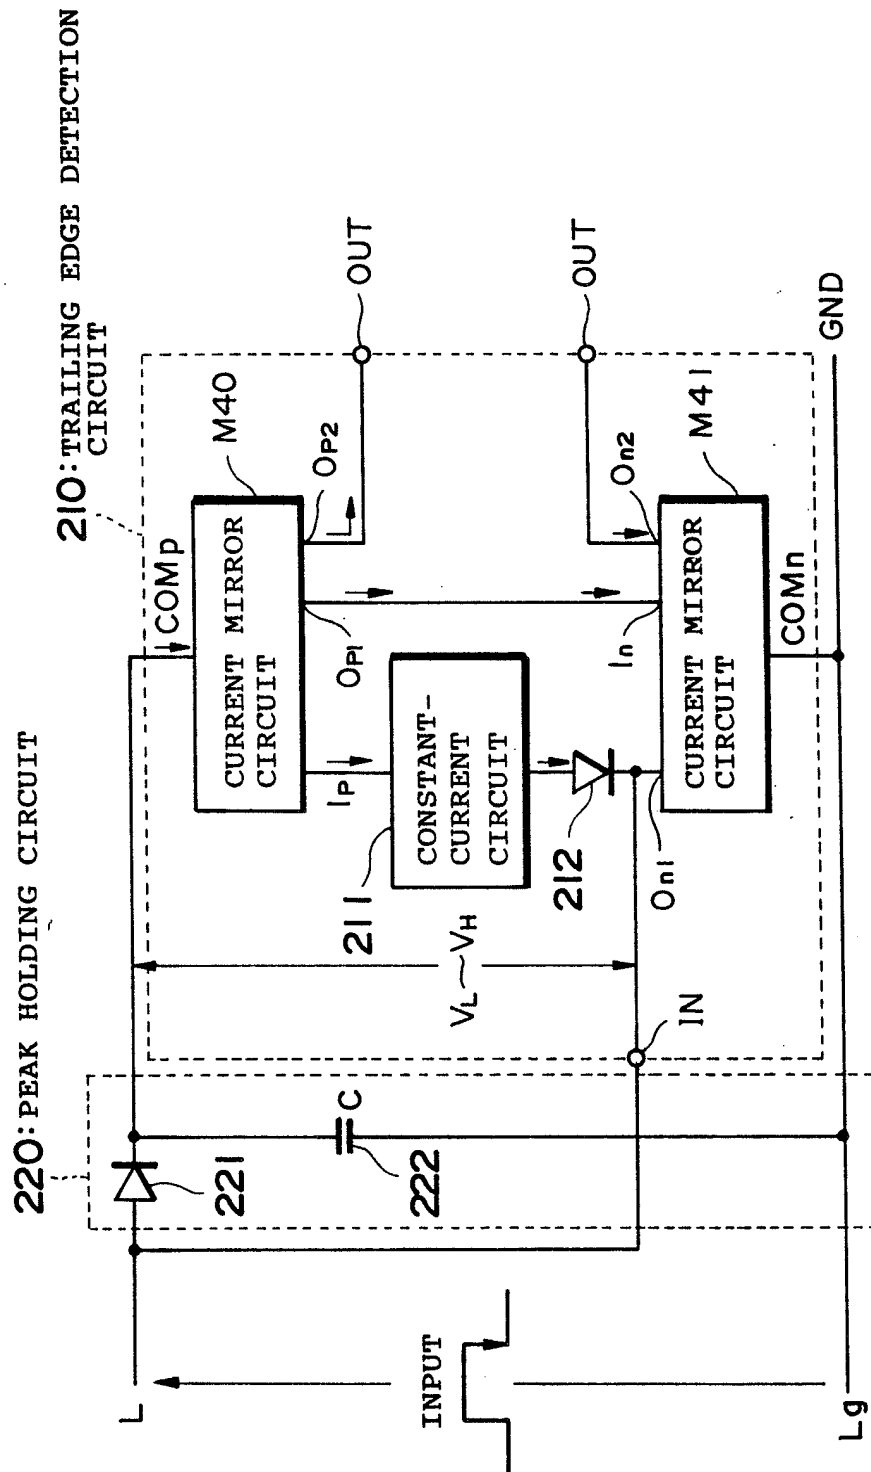 210:TRAILING EDGE DETECTION
CIRCUIT
220:PEAK HOLDING CIRCUIT
COMp
M40
CURRENT MIRROR
CIRCUIT
OP2
OUT
OP1
IP
211
CONSTANT-
CURRENT
CIRCUIT
212
L
221
C
222
VL~VH
INPUT
IN
In
On1
On2
OUT
M41
CURRENT MIRROR
CIRCUIT
COMn
Lg
GND